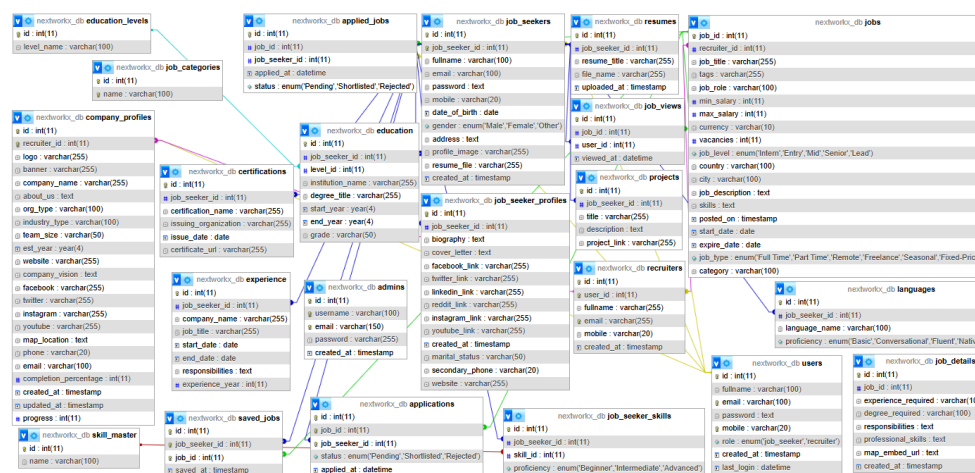 nextworkx_db education_levels
id : int(11)
level_name : varchar(100)
nextworkx_db job_categories
id : int(11)
name : varchar(100)
nextworkx_db company_profiles
id : int(11)
recruiter_id : int(11)
logo : varchar(255)
banner : varchar(255)
company_name : varchar(255)
about_us : text
org_type : varchar(100)
industry_type : varchar(100)
team_size : varchar(50)
est_year : year(4)
website : varchar(255)
company_vision : text
facebook : varchar(255)
twitter : varchar(255)
instagram : varchar(255)
youtube : varchar(255)
map_location : text
phone : varchar(20)
email : varchar(100)
completion_percentage : int(11)
created_at : timestamp
updated_at : timestamp
progress : int(11)
nextworkx_db skill_master
id : int(11)
name : varchar(100)
nextworkx_db certifications
id : int(11)
job_seeker_id : int(11)
certification_name : varchar(255)
issuing_organization : varchar(255)
issue_date : date
certificate_url : varchar(255)
nextworkx_db experience
id : int(11)
job_seeker_id : int(11)
company_name : varchar(255)
job_title : varchar(255)
start_date : date
end_date : date
responsibilities : text
experience_year : int(11)
nextworkx_db saved_jobs
id : int(11)
job_seeker_id : int(11)
job_id : int(11)
saved_at : timestamp
nextworkx_db applied_jobs
id : int(11)
job_id : int(11)
job_seeker_id : int(11)
applied_at : datetime
status : enum('Pending','Shortlisted','Rejected')
nextworkx_db education
id : int(11)
job_seeker_id : int(11)
level_id : int(11)
institution_name : varchar(255)
degree_title : varchar(255)
start_year : year(4)
end_year : year(4)
grade : varchar(50)
nextworkx_db admins
id : int(11)
username : varchar(100)
email : varchar(150)
password : varchar(255)
created_at : timestamp
nextworkx_db applications
id : int(11)
job_id : int(11)
job_seeker_id : int(11)
status : enum('Pending','Shortlisted','Rejected')
applied_at : datetime
nextworkx_db job_seekers
id : int(11)
job_seeker_id : int(11)
fullname : varchar(100)
email : varchar(100)
password : text
mobile : varchar(20)
date_of_birth : date
gender : enum('Male','Female','Other')
address : text
profile_image : varchar(255)
resume_file : varchar(255)
created_at : timestamp
nextworkx_db job_seeker_profiles
id : int(11)
job_seeker_id : int(11)
biography : text
cover_letter : text
facebook_link : varchar(255)
twitter_link : varchar(255)
linkedin_link : varchar(255)
reddit_link : varchar(255)
instagram_link : varchar(255)
youtube_link : varchar(255)
created_at : timestamp
marital_status : varchar(50)
secondary_phone : varchar(20)
website : varchar(255)
nextworkx_db job_seeker_skills
id : int(11)
job_seeker_id : int(11)
skill_id : int(11)
proficiency : enum('Beginner','Intermediate','Advanced')
nextworkx_db resumes
id : int(11)
job_seeker_id : int(11)
resume_title : varchar(255)
file_name : varchar(255)
uploaded_at : timestamp
nextworkx_db job_views
id : int(11)
job_id : int(11)
user_id : int(11)
viewed_at : datetime
nextworkx_db projects
id : int(11)
job_seeker_id : int(11)
title : varchar(255)
description : text
project_link : varchar(255)
nextworkx_db recruiters
id : int(11)
user_id : int(11)
fullname : varchar(255)
email : varchar(255)
mobile : varchar(20)
created_at : timestamp
nextworkx_db jobs
job_id : int(11)
recruiter_id : int(11)
job_title : varchar(255)
tags : varchar(255)
job_role : varchar(100)
min_salary : int(11)
max_salary : int(11)
currency : varchar(10)
vacancies : int(11)
job_level : enum('Intern','Entry','Mid','Senior','Lead')
country : varchar(100)
city : varchar(100)
job_description : text
skills : text
posted_on : timestamp
start_date : date
expire_date : date
job_type : enum('Full Time','Part Time','Remote','Freelance','Seasonal','Fixed-Pric
category : varchar(100)
nextworkx_db languages
id : int(11)
job_seeker_id : int(11)
language_name : varchar(100)
proficiency : enum('Basic','Conversational','Fluent','Nativ
nextworkx_db users
id : int(11)
fullname : varchar(100)
email : varchar(100)
password : text
mobile : varchar(20)
role : enum('job_seeker','recruiter')
created_at : timestamp
last_login : datetime
nextworkx_db job_details
id : int(11)
job_id : int(11)
experience_required : varchar(10
degree_required : varchar(100)
responsibilities : text
professional_skills : text
map_embed_url : text
created_at : timestamp